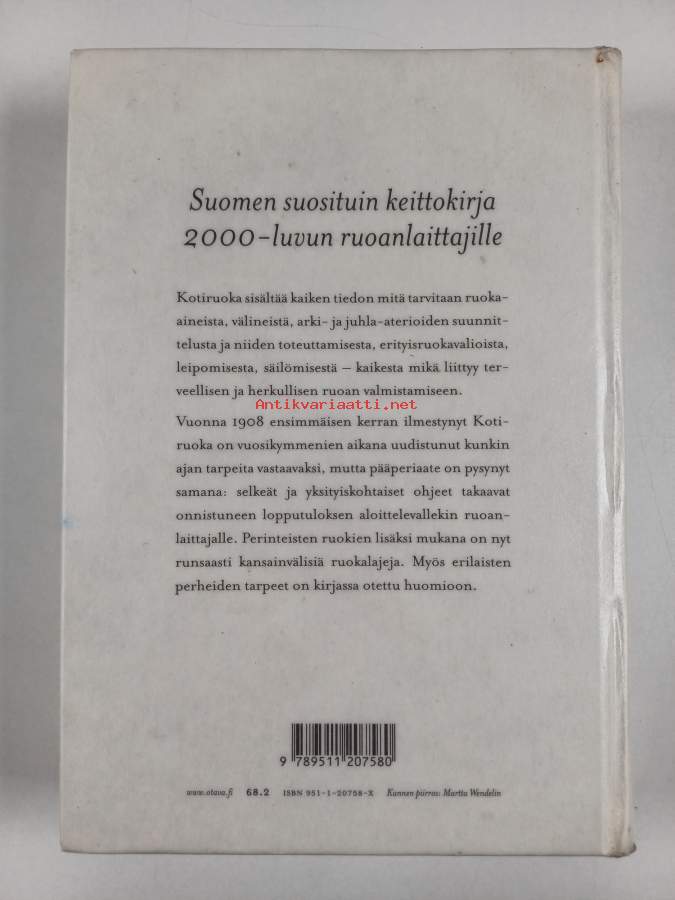 Suomen suosituin keittokirja
2000-luvun ruoanlaittajille
Kotiruoka sisältää kaiken tiedon mitä tarvitaan ruoka-
aineista, välineistä, arki- ja juhla-aterioiden suunnit-
telusta ja niiden toteuttamisesta, erityisruokavalioista,
leipomisesta, säilömisestä – kaikesta mikä liittyy ter-
veellisen ja herkullisen ruoan valmistamiseen.
Antikvariaatti.net
Vuonna 1908 ensimmäisen kerran ilmestynyt Koti-
ruoka on vuosikymmenien aikana uudistunut kunkin
ajan tarpeita vastaavaksi, mutta pääperiaate on pysynyt
samana: selkeät ja yksityiskohtaiset ohjeet takaavat
onnistuneen lopputuloksen aloittelevallekin ruoan-
laittajalle. Perinteisten ruokien lisäksi mukana on nyt
runsaasti kansainvälisiä ruokalajeja. Myös erilaisten
perheiden tarpeet on kirjassa otettu huomioon.
9 789511 207580
www.otava.fi 68.2 ISBN 951-1-20758-X Kannen piirros: Martta Wendelin